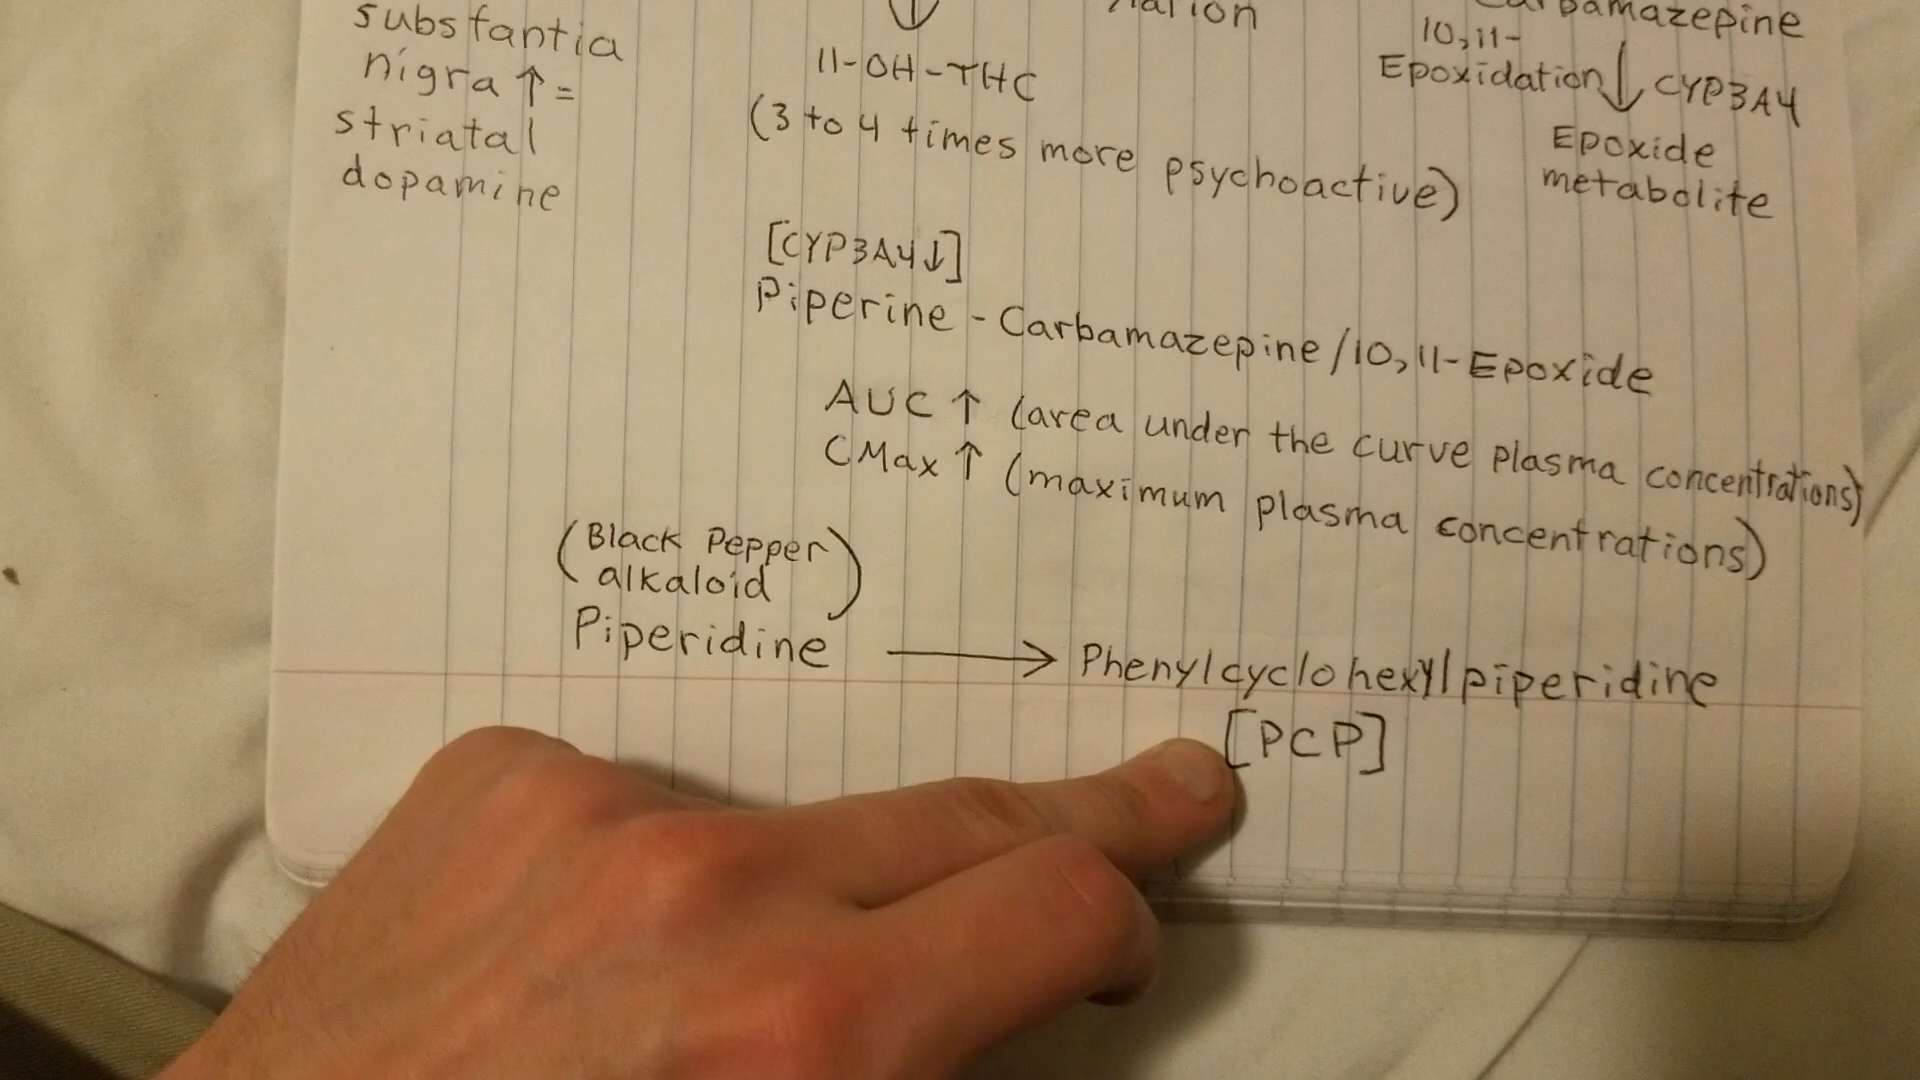 substantia
nigra ↑ =
striatal
dopamine
11-OH-THC
(3 to 4 times more psychoactive)
Carbamazepine
10,11-
Epoxidation ↓ CYP3A4
Epoxide
metabolite
[CYP3A4↓]
Piperine - Carbamazepine/10,11-Epoxide
AUC ↑ (area under the curve plasma concentrations)
CMax ↑ (maximum plasma concentrations)
(Black Pepper
alkaloid)
Piperidine → Phenylcyclohexylpiperidine
[PCP]